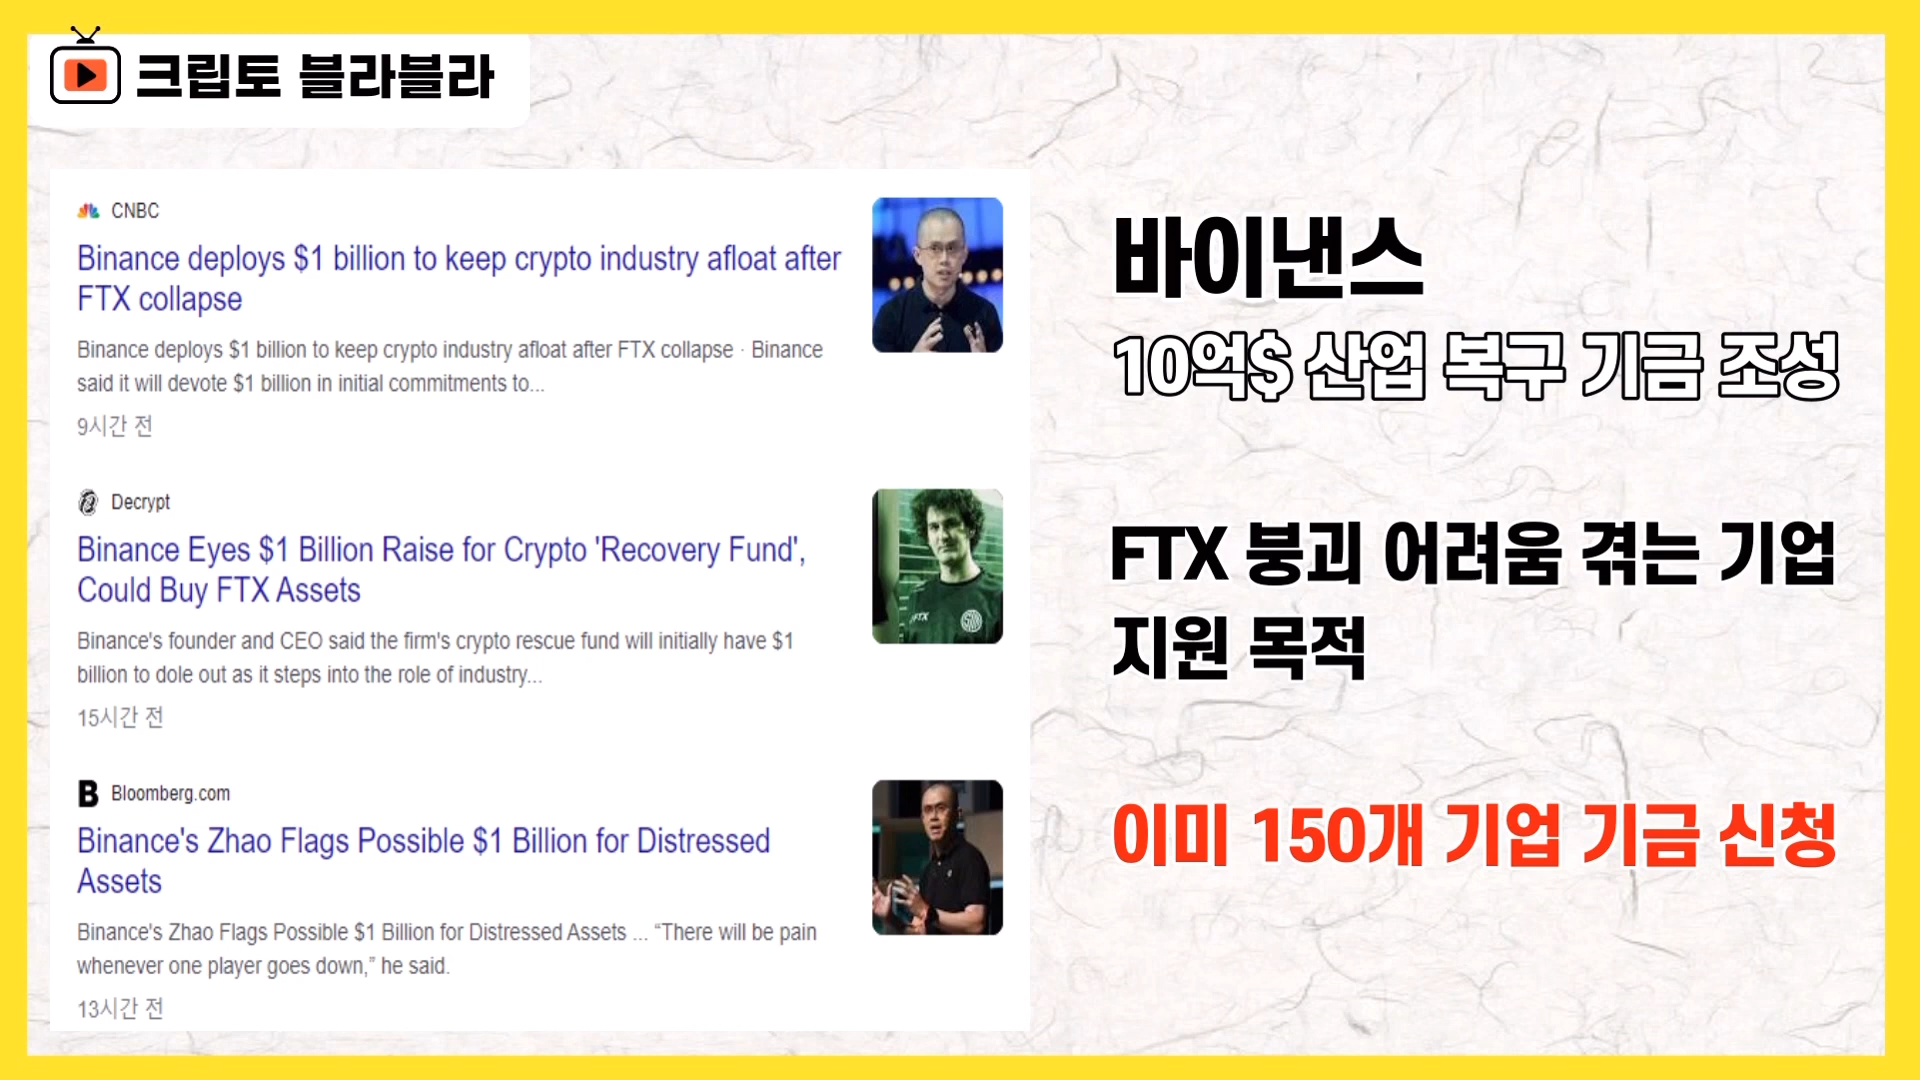 크립토 블라블라
CNBC
Binance deploys $1 billion to keep crypto industry afloat after
FTX collapse
Binance deploys $1 billion to keep crypto industry afloat after FTX collapse · Binance
said it will devote $1 billion in initial commitments to...
9시간 전
Decrypt
Binance Eyes $1 Billion Raise for Crypto 'Recovery Fund',
Could Buy FTX Assets
Binance's founder and CEO said the firm's crypto rescue fund will initially have $1
billion to dole out as it steps into the role of industry...
15시간 전
FTX
B Bloomberg.com
Binance's Zhao Flags Possible $1 Billion for Distressed
Assets
Binance's Zhao Flags Possible $1 Billion for Distressed Assets ... “There will be pain
whenever one player goes down,” he said.
13시간 전
바이낸스
10억$ 산업 복구 기금 조성
FTX 붕괴 어려움 겪는 기업
지원 목적
이미 150개 기업 기금 신청